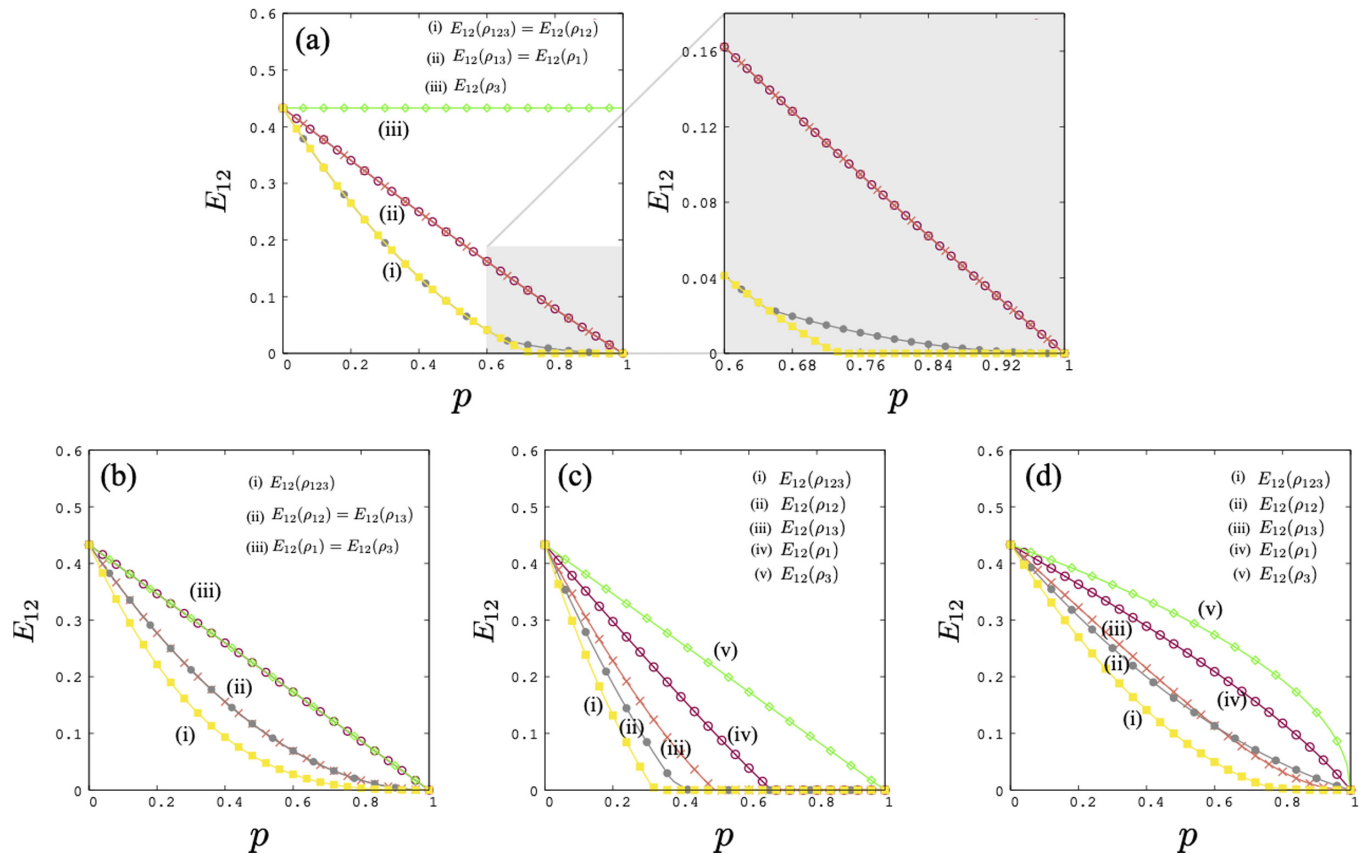 (a)
(i) E₁₂(ρ₁₂₃) = E₁₂(ρ₁₂)
(ii) E₁₂(ρ₁₃) = E₁₂(ρ₁)
(iii) E₁₂(ρ₃)
0.6
0.5
0.4
0.3
0.2
0.1
0
E₁₂
(iii)
(ii)
(i)
0 0.2 0.4 0.6 0.8 1
p
0.16
0.12
0.08
0.04
0
E₁₂
0.6 0.68 0.76 0.84 0.92 1
p
(b)
(i) E₁₂(ρ₁₂₃)
(ii) E₁₂(ρ₁₂) = E₁₂(ρ₁₃)
(iii) E₁₂(ρ₁) = E₁₂(ρ₃)
0.6
0.5
0.4
0.3
0.2
0.1
0
E₁₂
(iii)
(ii)
(i)
0 0.2 0.4 0.6 0.8 1
p
(c)
(i) E₁₂(ρ₁₂₃)
(ii) E₁₂(ρ₁₂)
(iii) E₁₂(ρ₁₃)
(iv) E₁₂(ρ₁)
(v) E₁₂(ρ₃)
0.6
0.5
0.4
0.3
0.2
0.1
0
E₁₂
(v)
(i) (ii) (iii) (iv)
0 0.2 0.4 0.6 0.8 1
p
(d)
(i) E₁₂(ρ₁₂₃)
(ii) E₁₂(ρ₁₂)
(iii) E₁₂(ρ₁₃)
(iv) E₁₂(ρ₁)
(v) E₁₂(ρ₃)
0.6
0.5
0.4
0.3
0.2
0.1
0
E₁₂
(v)
(iii)
(ii)
(iv)
(i)
0 0.2 0.4 0.6 0.8 1
p